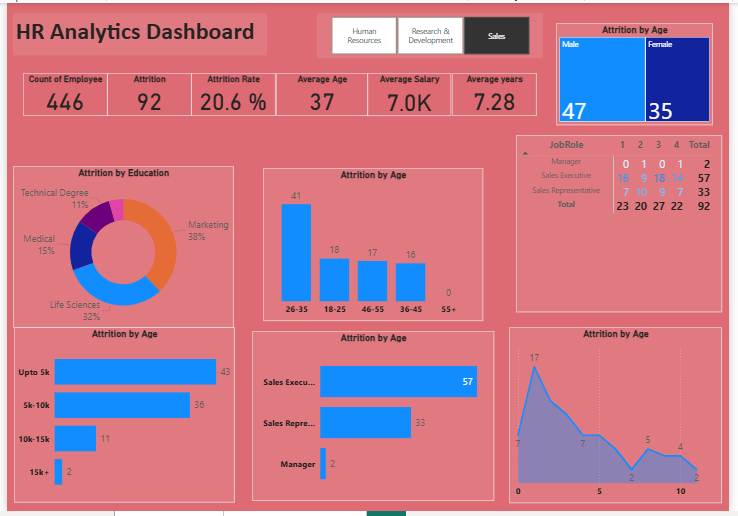 HR Analytics Dashboard
Human
Resources
Research &
Development
Sales
Attrition by Age
Male
Female
47
35
Count of Employee
446
Attrition
92
Attrition Rate
20.6 %
Average Age
37
Average Salary
7.0K
Average years
7.28
JobRole 1 2 3 4 Total
Manager 0 1 0 1 2
Sales Executive 16 9 18 14 57
Sales Representative 7 10 9 7 33
Total 23 20 27 22 92
Attrition by Education
Technical Degree
11%
Marketing
38%
Medical
15%
Life Sciences
32%
Attrition by Age
41
18
17
16
0
26-35 18-25 46-55 36-45 55+
Attrition by Age
Upto 5k 43
5k-10k 36
10k-15k 11
15k+ 2
Attrition by Age
Sales Execu... 57
Sales Repre... 33
Manager 2
Attrition by Age
17
7
7
5
4
2
2
0 5 10